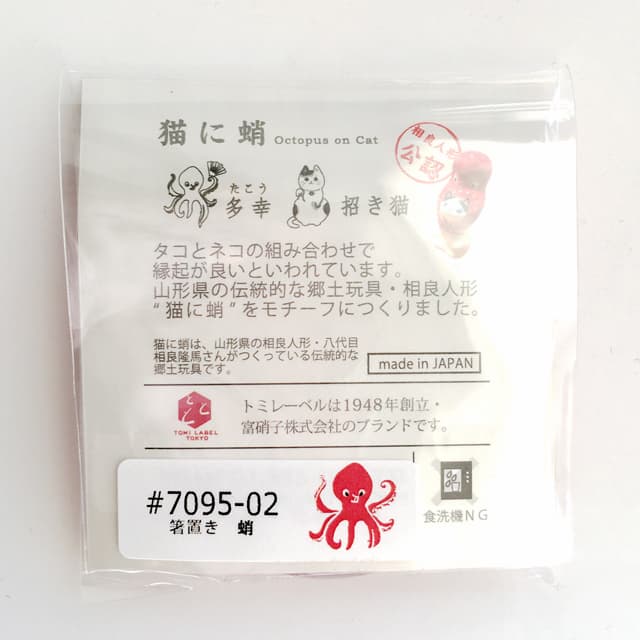 猫に蛸 Octopus on Cat
相良人形
公認
たこう
多幸 招き猫
タコとネコの組み合わせで
縁起が良いといわれています。
山形県の伝統的な郷土玩具・相良人形
“猫に蛸”をモチーフにつくりました。
猫に蛸は、山形県の相良人形・八代目
相良隆馬さんがつくっている伝統的な
郷土玩具です。
made in JAPAN
トミレーベルは1948年創立・
富硝子株式会社のブランドです。
TOMI LABEL
TOKYO
#7095-02
箸置き 蛸
食洗機NG